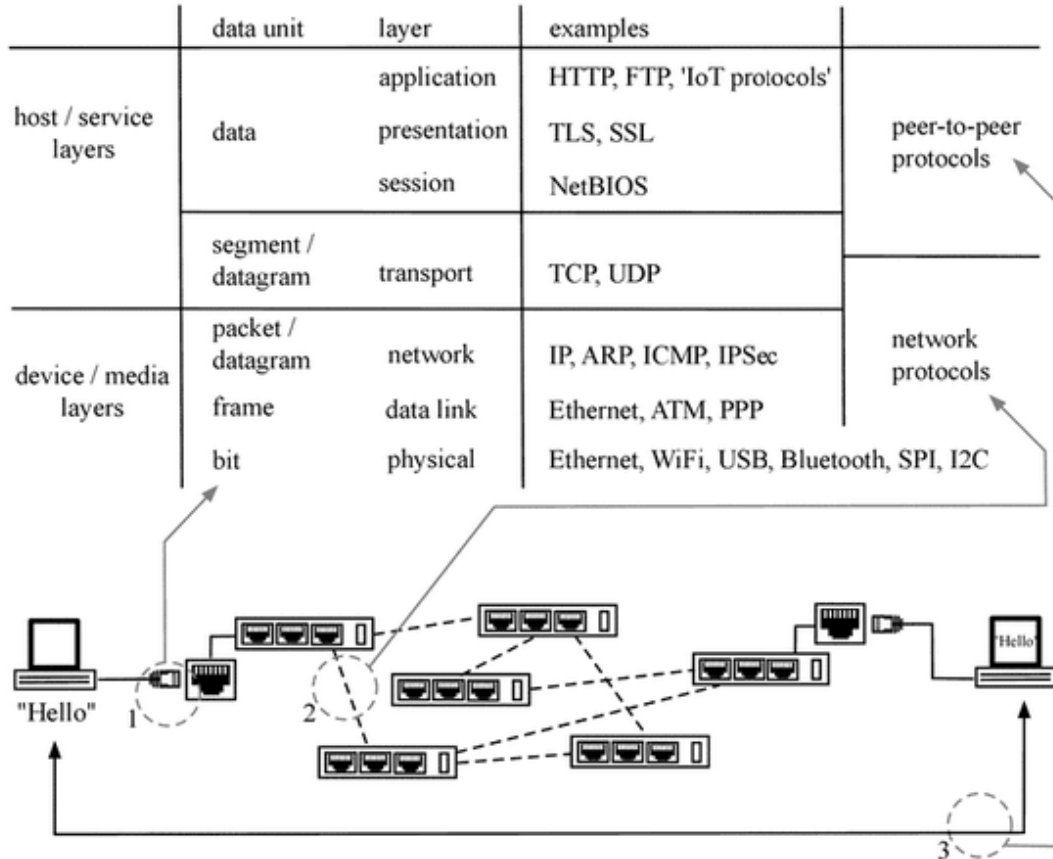 data unit layer examples
application HTTP, FTP, 'IoT protocols'
host / service
layers
data presentation TLS, SSL
peer-to-peer
protocols
session NetBIOS
segment /
datagram transport TCP, UDP
packet /
datagram network IP, ARP, ICMP, IPSec
network
protocols
device / media
layers
frame data link Ethernet, ATM, PPP
bit physical Ethernet, WiFi, USB, Bluetooth, SPI, I2C
"Hello"
"Hello"
1
2
3